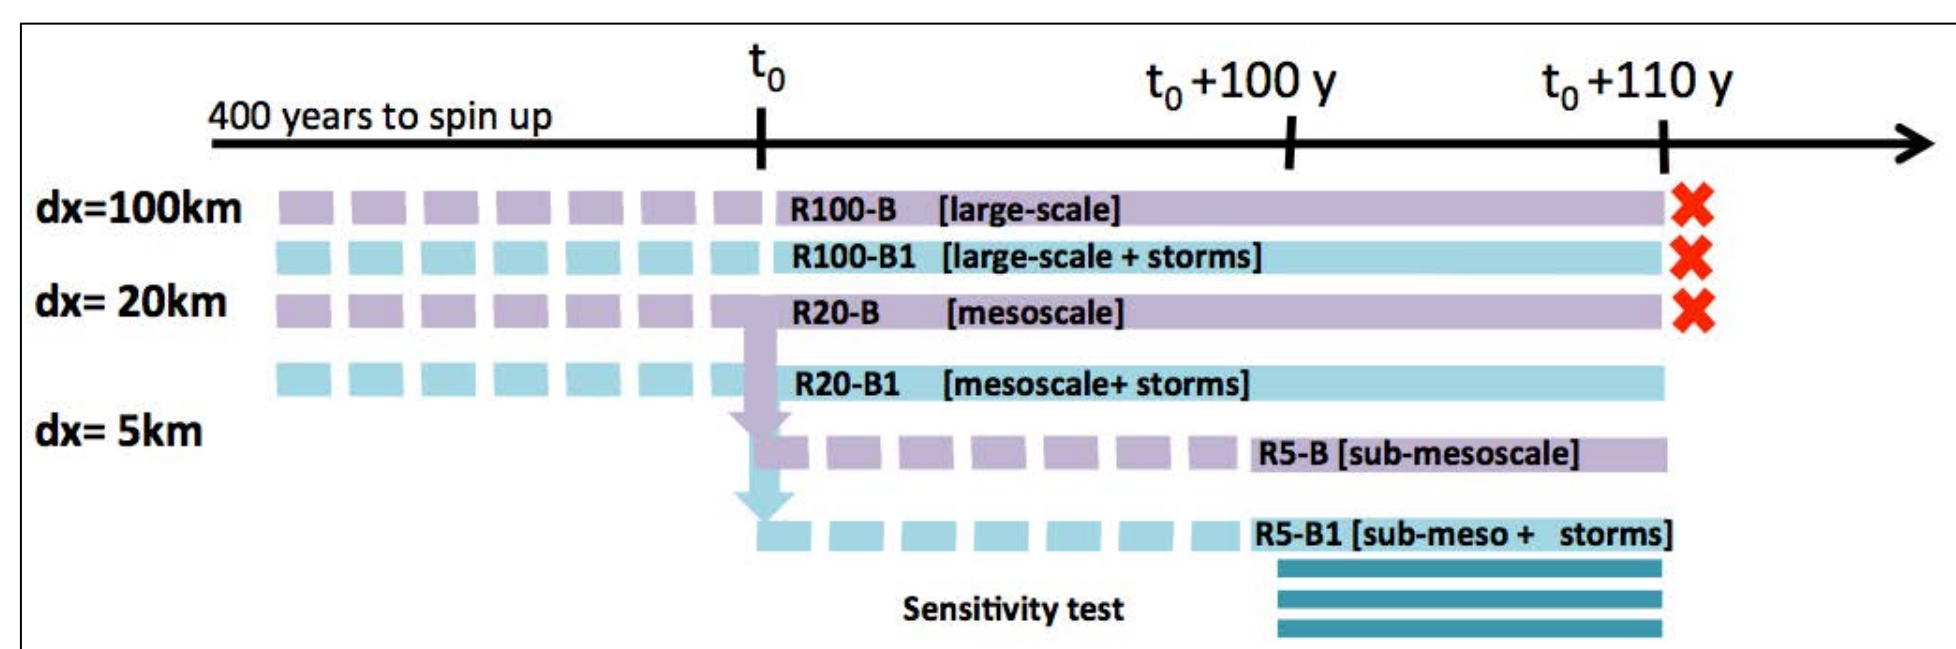 t0
t0 +100 y
t0 +110 y
400 years to spin up
dx=100km
R100-B [large-scale]
R100-B1 [large-scale + storms]
dx= 20km
R20-B [mesoscale]
R20-B1 [mesoscale+ storms]
dx= 5km
R5-B [sub-mesoscale]
R5-B1 [sub-meso + storms]
Sensitivity test